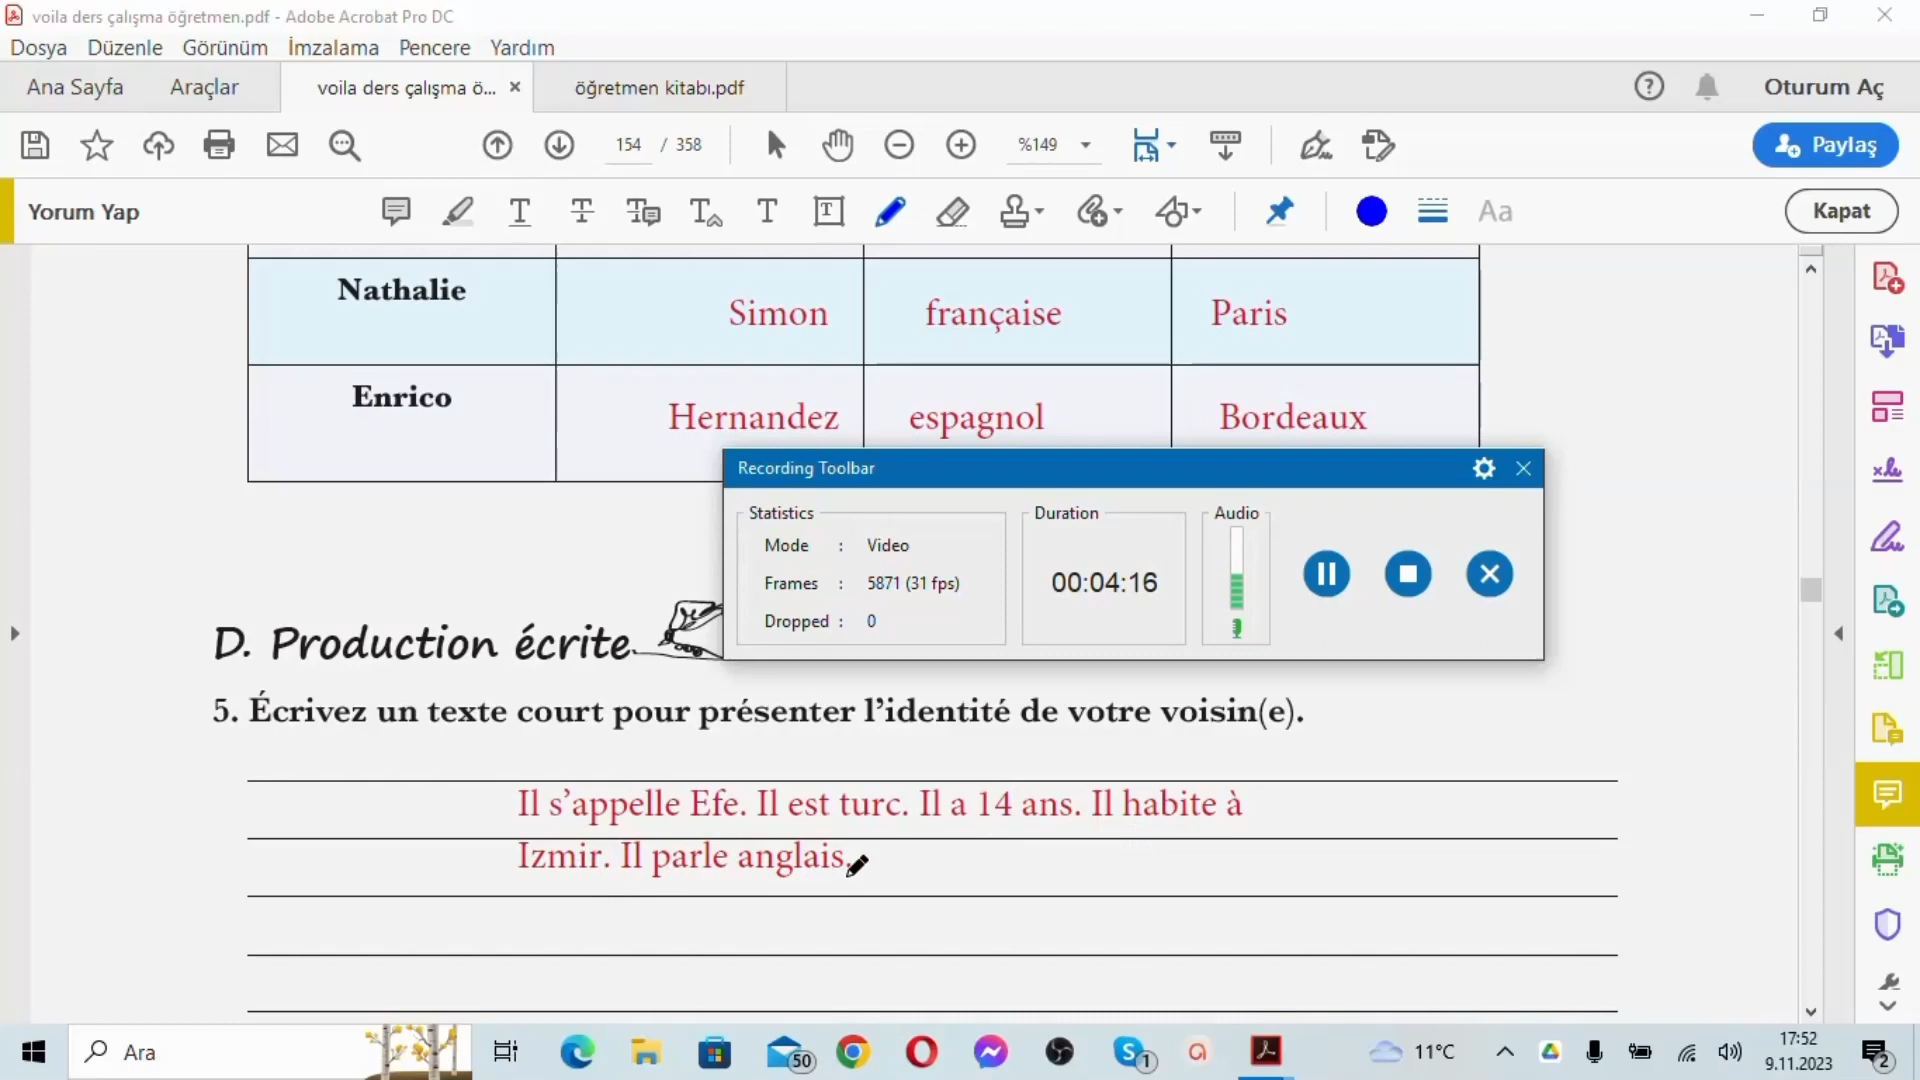 voila ders çalışma öğretmen.pdf - Adobe Acrobat Pro DC
Dosya Düzenle Görünüm İmzalama Pencere Yardım
Ana Sayfa Araçlar voila ders çalışma ö... öğretmen kitabı.pdf Oturum Aç
154 / 358 %149 Paylaş
Yorum Yap Aa Kapat
Nathalie Simon française Paris
Enrico Hernandez espagnol Bordeaux
Recording Toolbar
Statistics Duration Audio
Mode : Video
Frames : 5871 (31 fps) 00:04:16
Dropped : 0
D. Production écrite
5. Écrivez un texte court pour présenter l'identité de votre voisin(e).
Il s'appelle Efe. Il est turc. Il a 14 ans. Il habite à
Izmir. Il parle anglais.
Ara 50 1 11°C 17:52
9.11.2023 2